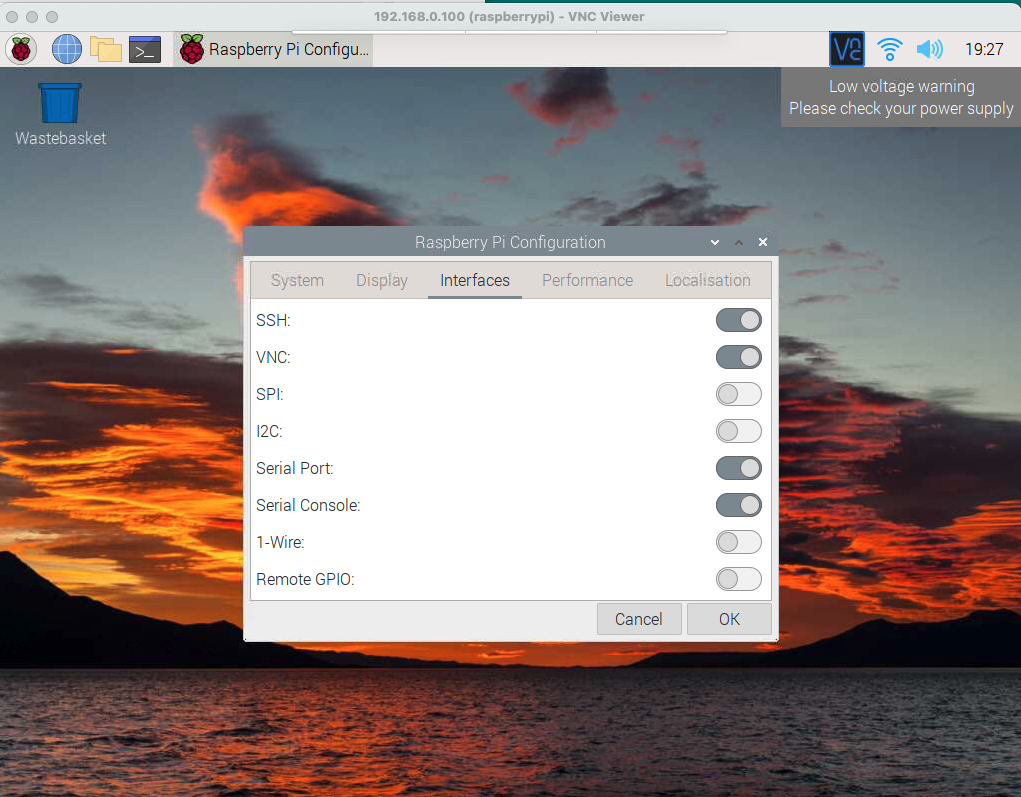 192.168.0.100 (raspberrypi) - VNC Viewer
Raspberry Pi Configu...
VNC
19:27
Low voltage warning
Please check your power supply
Wastebasket
Raspberry Pi Configuration
System Display Interfaces Performance Localisation
SSH:
VNC:
SPI:
I2C:
Serial Port:
Serial Console:
1-Wire:
Remote GPIO:
Cancel OK